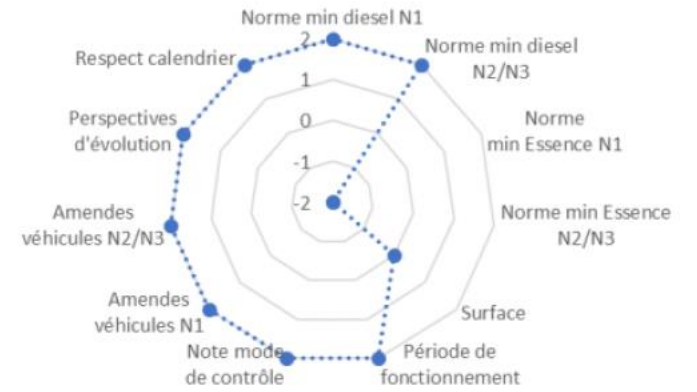 Norme min diesel N1
Norme min diesel
N2/N3
Norme
min Essence N1
Norme min Essence
N2/N3
Surface
Période de
fonctionnement
Note mode
de contrôle
Amendes
véhicules N1
Amendes
véhicules N2/N3
Perspectives
d'évolution
Respect calendrier
2
1
0
-1
-2